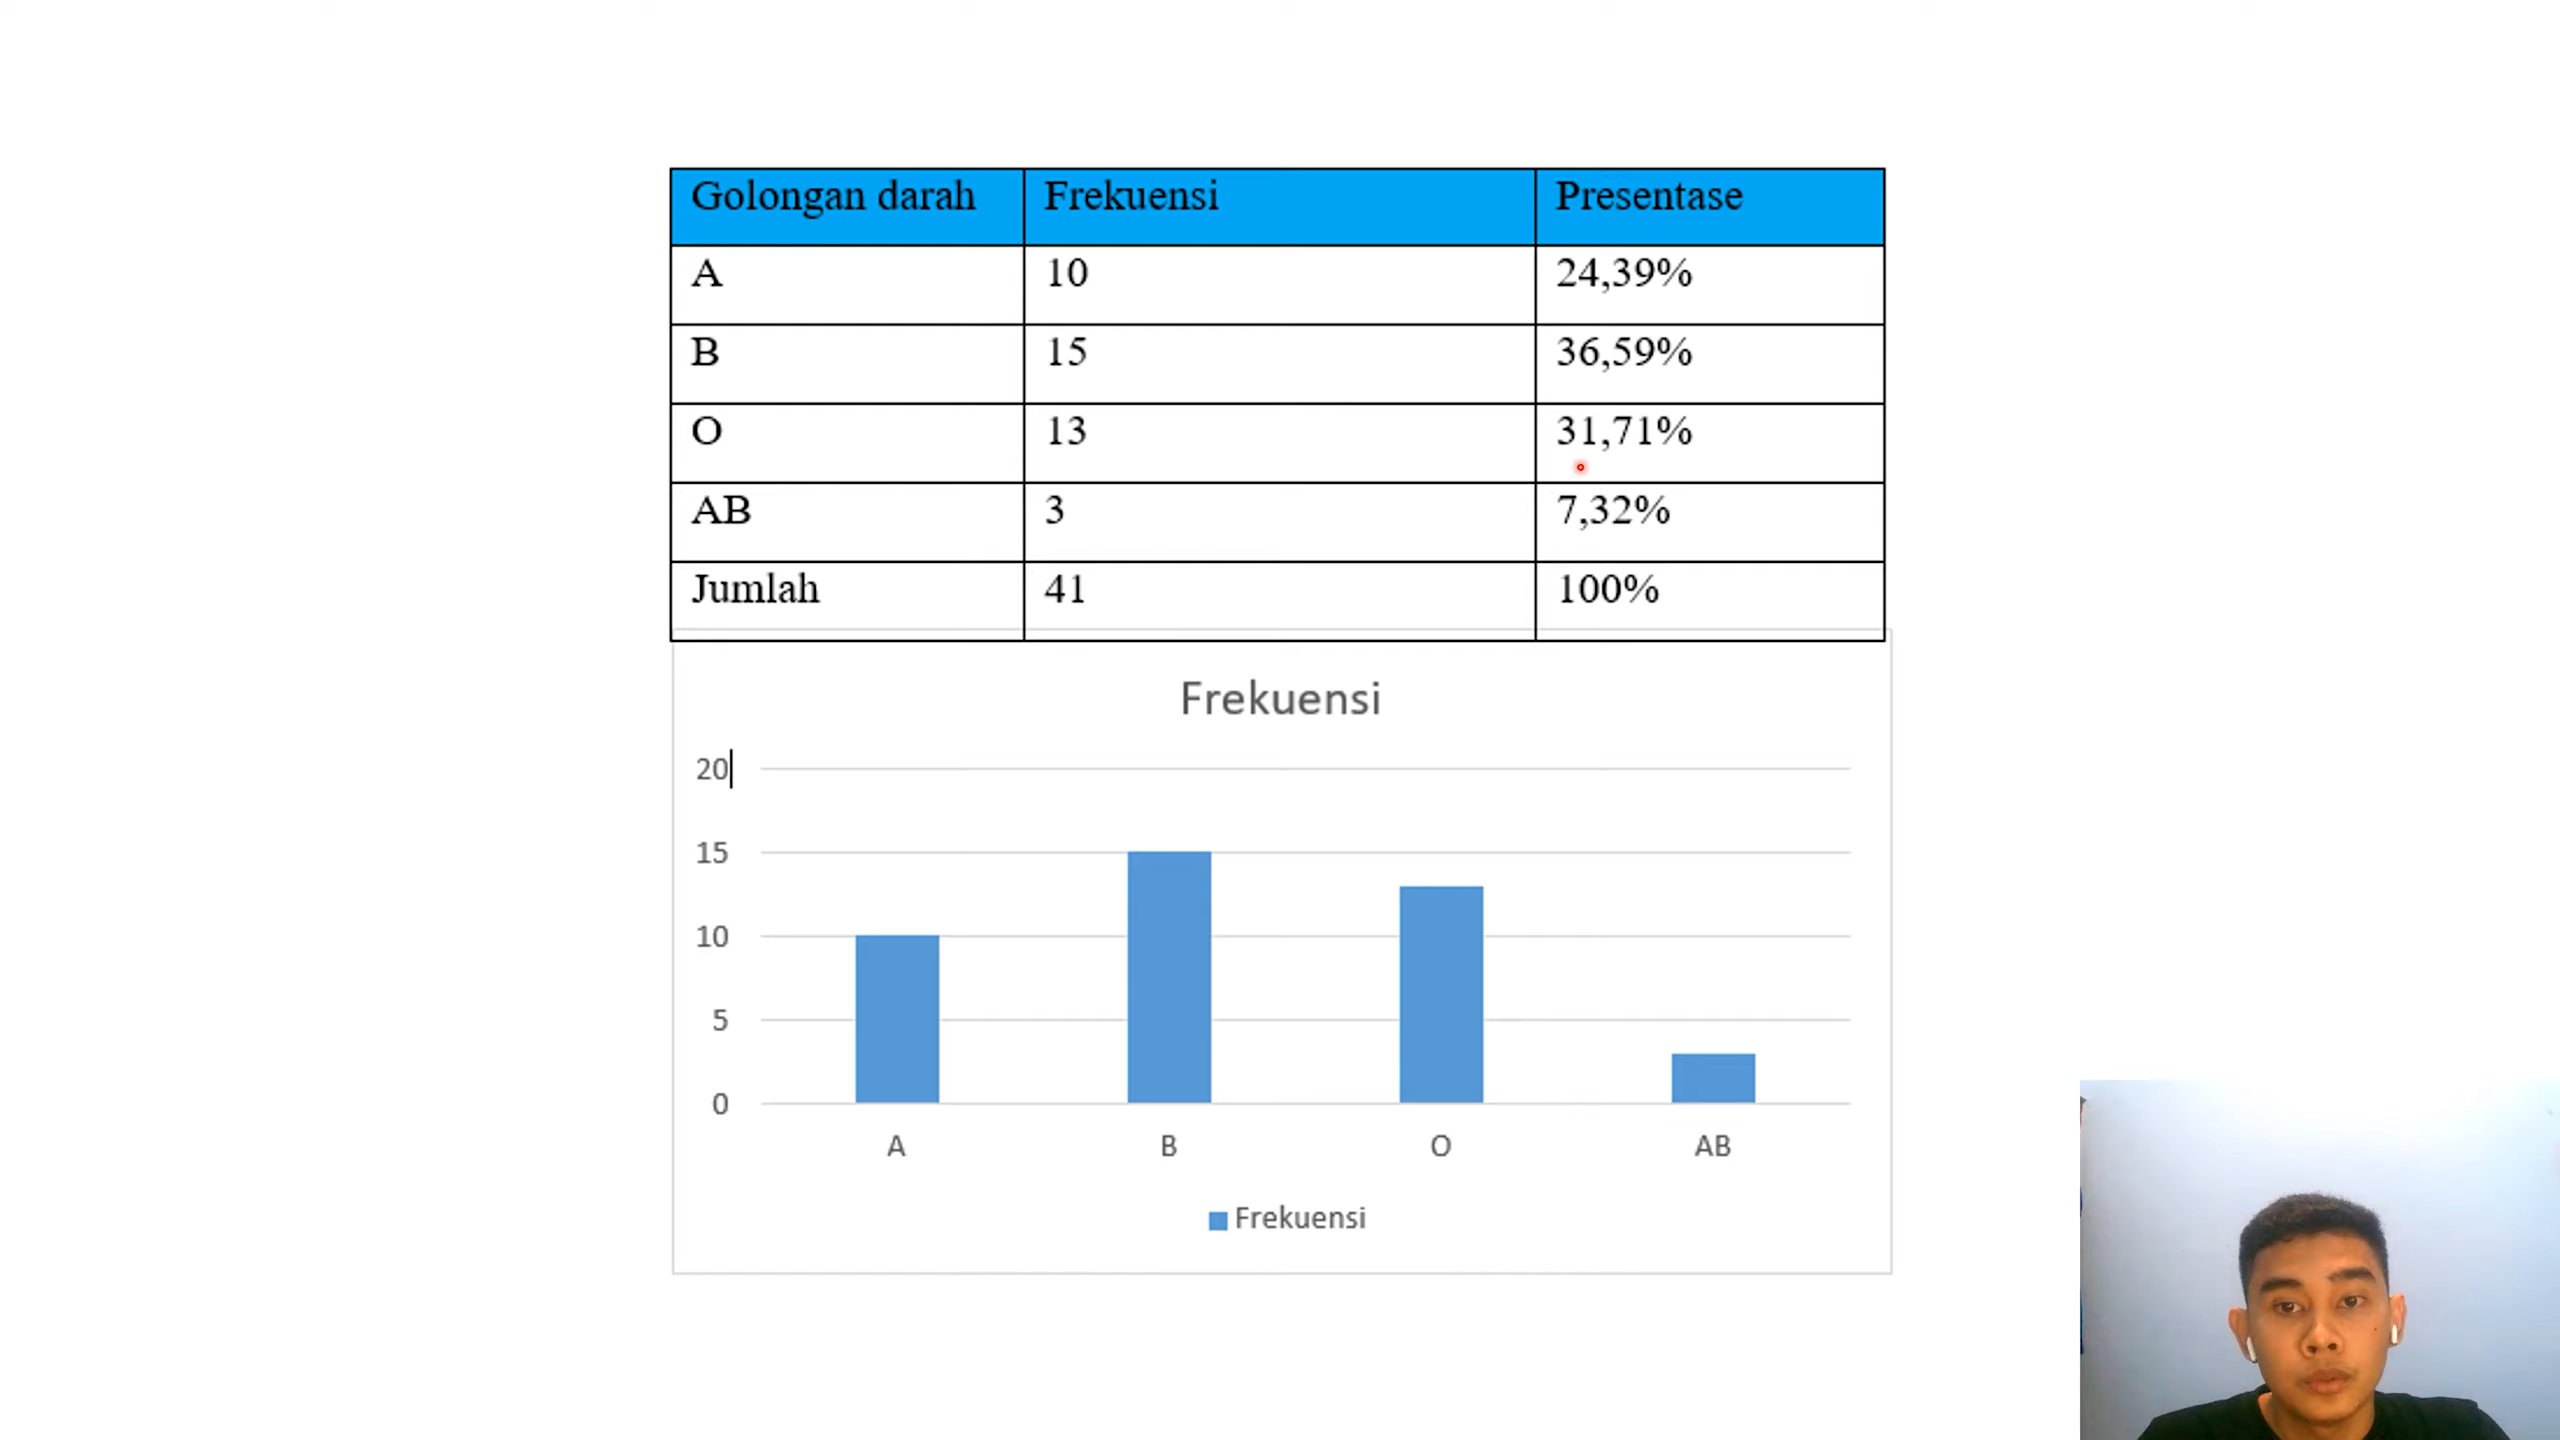 Golongan darah Frekuensi Presentase
A 10 24,39%
B 15 36,59%
O 13 31,71%
AB 3 7,32%
Jumlah 41 100%
Frekuensi
20
15
10
5
0
A B O AB
Frekuensi